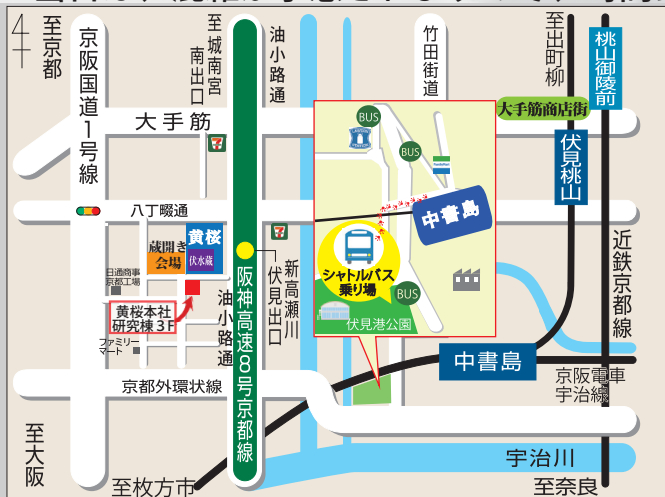 至京都
京阪国道1号線
至城南宮
南出口
油小路通
竹田街道
至出町柳
桃山御陵前
大手筋
大手筋商店街
伏見桃山
BUS
LAWSON
BUS
FamilyMart
中書島
シャトルバス
乗り場
BUS
伏見港公園
八丁畷通
蔵開き
会場
黄桜
伏水蔵
日通商事
京都工場
黄桜本社
研究棟3F
ファミリー
マート
油小路通
阪神高速8号京都線
伏見出口
新高瀬川
近鉄京都線
中書島
京阪電車
宇治線
京都外環状線
至大阪
至枚方市
宇治川
至奈良